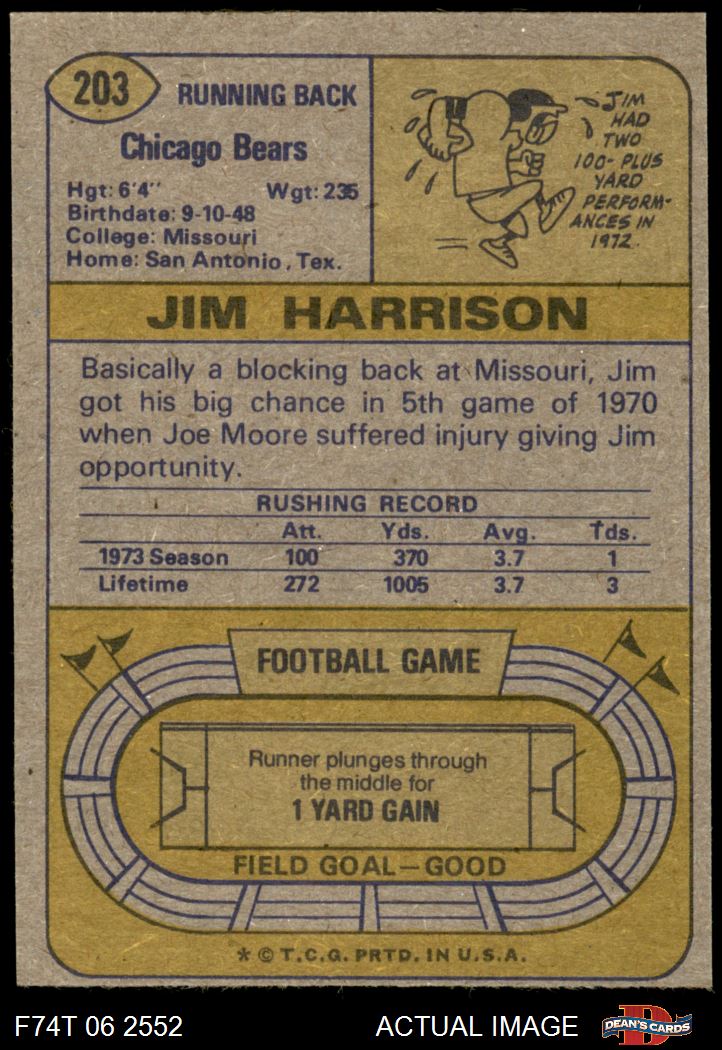 203
RUNNING BACK
Chicago Bears
Hgt: 6'4" Wgt: 235
Birthdate: 9-10-48
College: Missouri
Home: San Antonio, Tex.
JIM
HAD
TWO
100-PLUS
YARD
PERFORM-
ANCES IN
1972.
JIM HARRISON
Basically a blocking back at Missouri, Jim
got his big chance in 5th game of 1970
when Joe Moore suffered injury giving Jim
opportunity.
RUSHING RECORD
Att. Yds. Avg. Tds.
1973 Season 100 370 3.7 1
Lifetime 272 1005 3.7 3
FOOTBALL GAME
Runner plunges through
the middle for
1 YARD GAIN
FIELD GOAL—GOOD
* © T.C.G. PRTD. IN U.S.A.
F74T 06 2552 ACTUAL IMAGE
D
DEAN'S CARDS